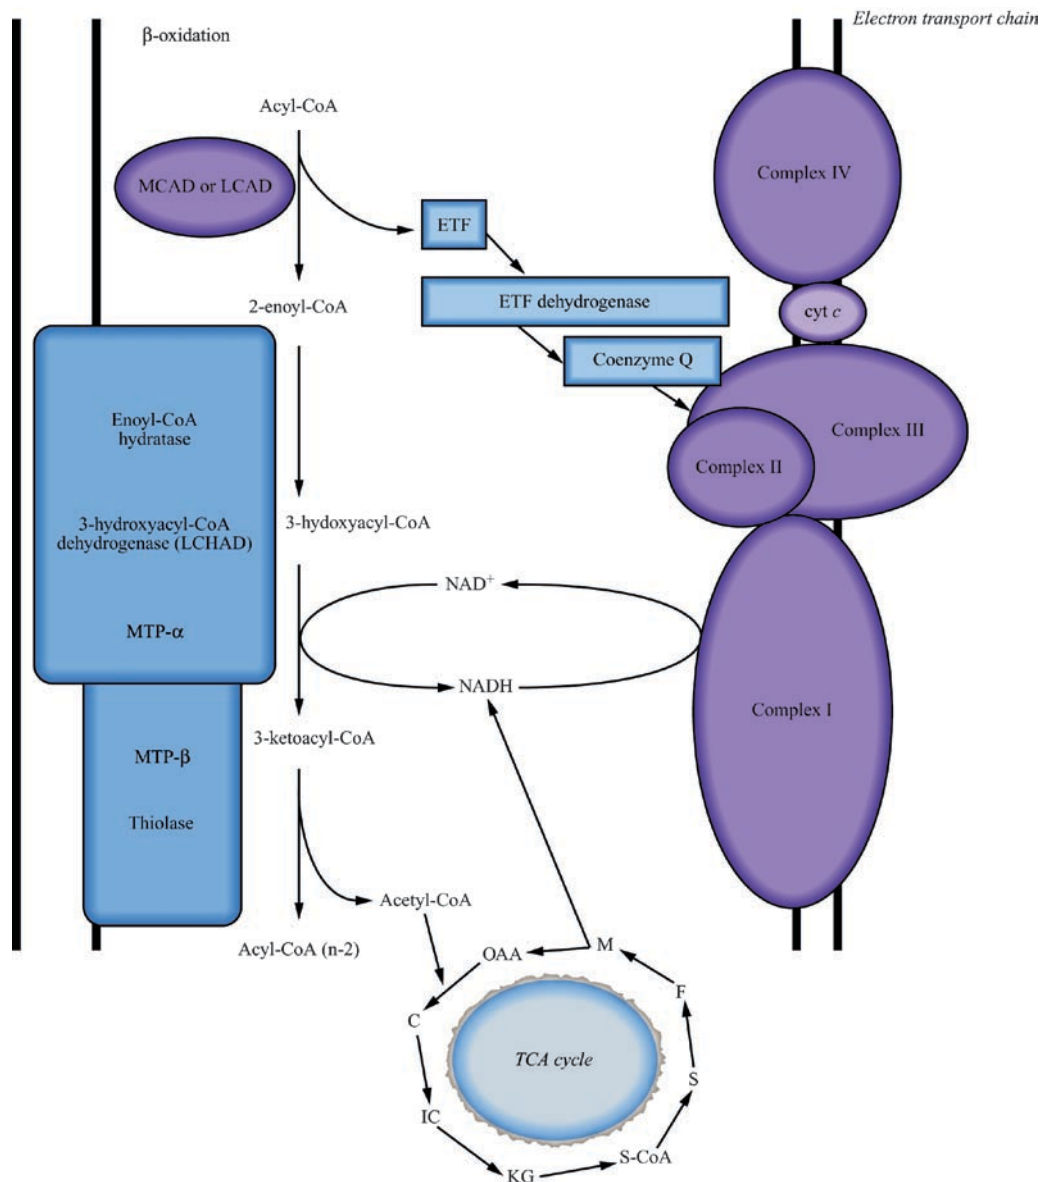 Electron transport chain
β-oxidation
Acyl-CoA
MCAD or LCAD
Complex IV
ETF
ETF dehydrogenase
2-enoyl-CoA
cyt c
Coenzyme Q
Enoyl-CoA
hydratase
Complex III
Complex II
3-hydroxyacyl-CoA
dehydrogenase (LCHAD)
3-hydoxyacyl-CoA
NAD⁺
MTP-α
NADH
Complex I
3-ketoacyl-CoA
MTP-β
Thiolase
Acetyl-CoA
Acyl-CoA (n-2)
OAA
M
F
C
TCA cycle
S
IC
S-CoA
KG